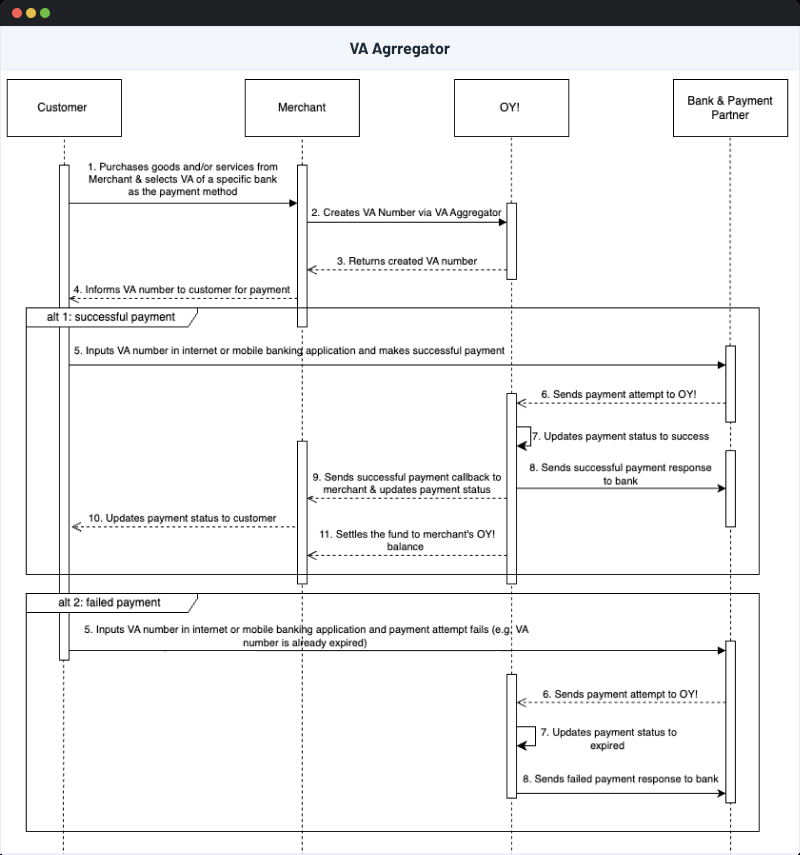 VA Agrregator
Customer
Merchant
OY!
Bank & Payment
Partner
1. Purchases goods and/or services from
Merchant & selects VA of a specific bank
as the payment method
2. Creates VA Number via VA Aggregator
3. Returns created VA number
4. Informs VA number to customer for payment
alt 1: successful payment
5. Inputs VA number in internet or mobile banking application and makes successful payment
6. Sends payment attempt to OY!
7. Updates payment status to success
8. Sends successful payment response
to bank
9. Sends successful payment callback to
merchant & updates payment status
10. Updates payment status to customer
11. Settles the fund to merchant's OY!
balance
alt 2: failed payment
5. Inputs VA number in internet or mobile banking application and payment attempt fails (e.g. VA
number is already expired)
6. Sends payment attempt to OY!
7. Updates payment status to
expired
8. Sends failed payment response to bank